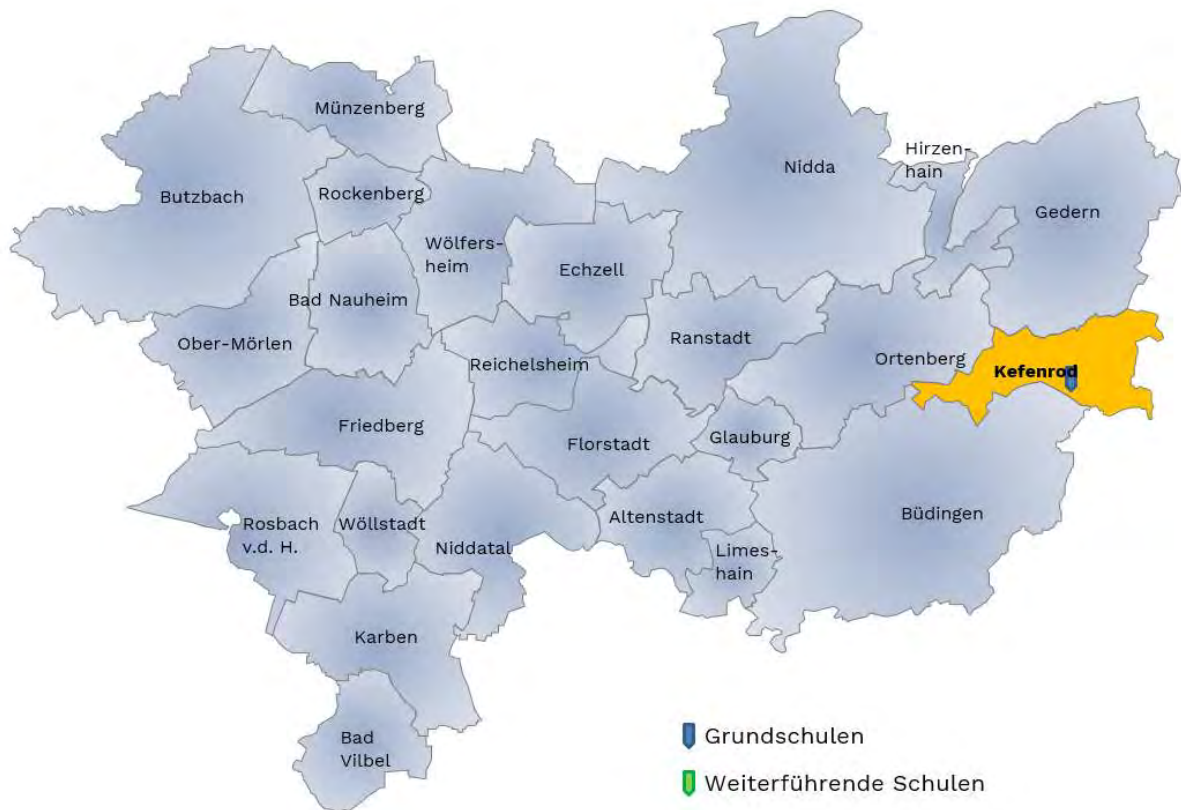 Münzenberg
Hirzen-
hain
Nidda
Butzbach
Rockenberg
Gedern
Wölfers-
heim
Echzell
Bad Nauheim
Ober-Mörlen
Ranstadt
Reichelsheim
Ortenberg
Kefenrod
Friedberg
Florstadt
Glauburg
Rosbach
v.d. H.
Wöllstadt
Niddatal
Altenstadt
Büdingen
Limes-
hain
Karben
Bad
Vilbel
Grundschulen
Weiterführende Schulen